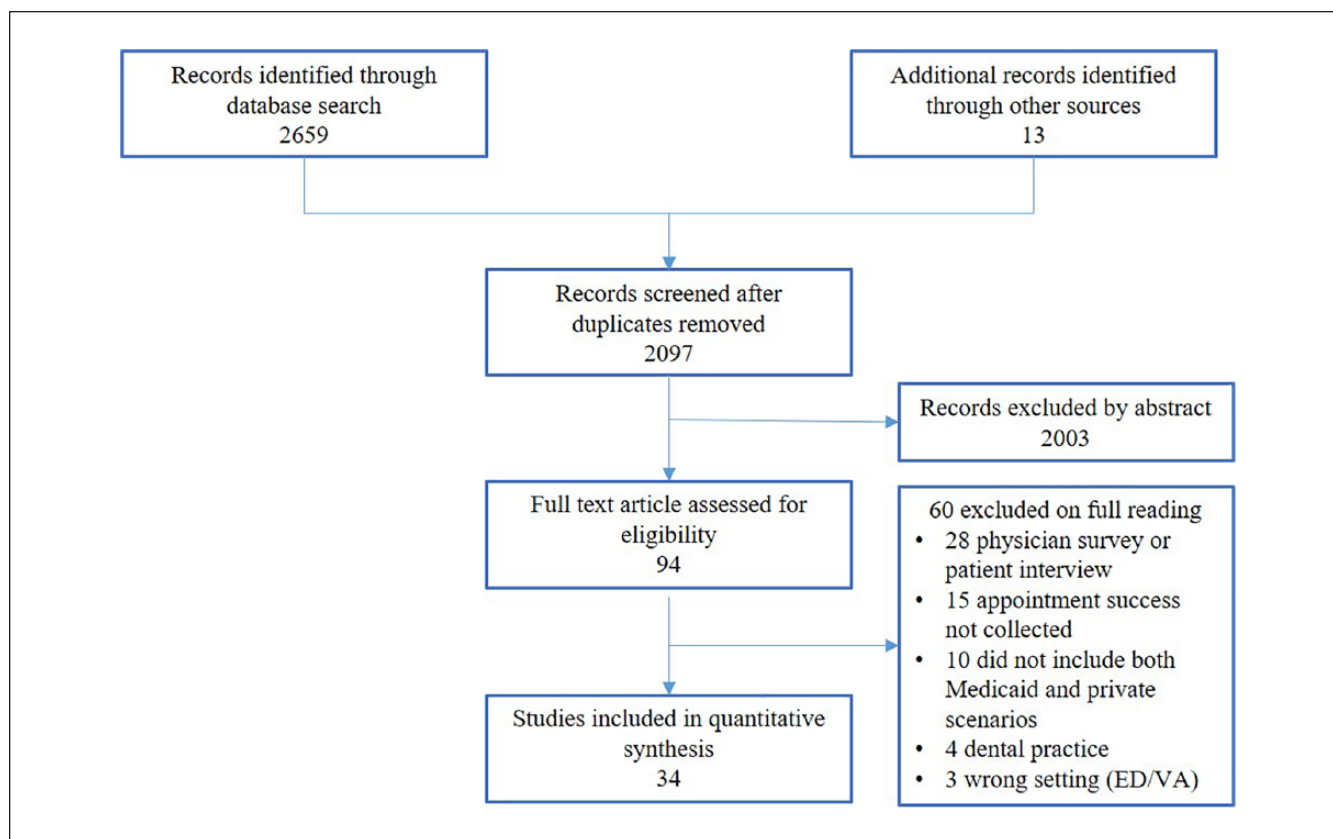 Records identified through
database search
2659
Additional records identified
through other sources
13
Records screened after
duplicates removed
2097
Records excluded by abstract
2003
Full text article assessed for
eligibility
94
60 excluded on full reading
• 28 physician survey or
patient interview
• 15 appointment success
not collected
• 10 did not include both
Medicaid and private
scenarios
• 4 dental practice
• 3 wrong setting (ED/VA)
Studies included in quantitative
synthesis
34